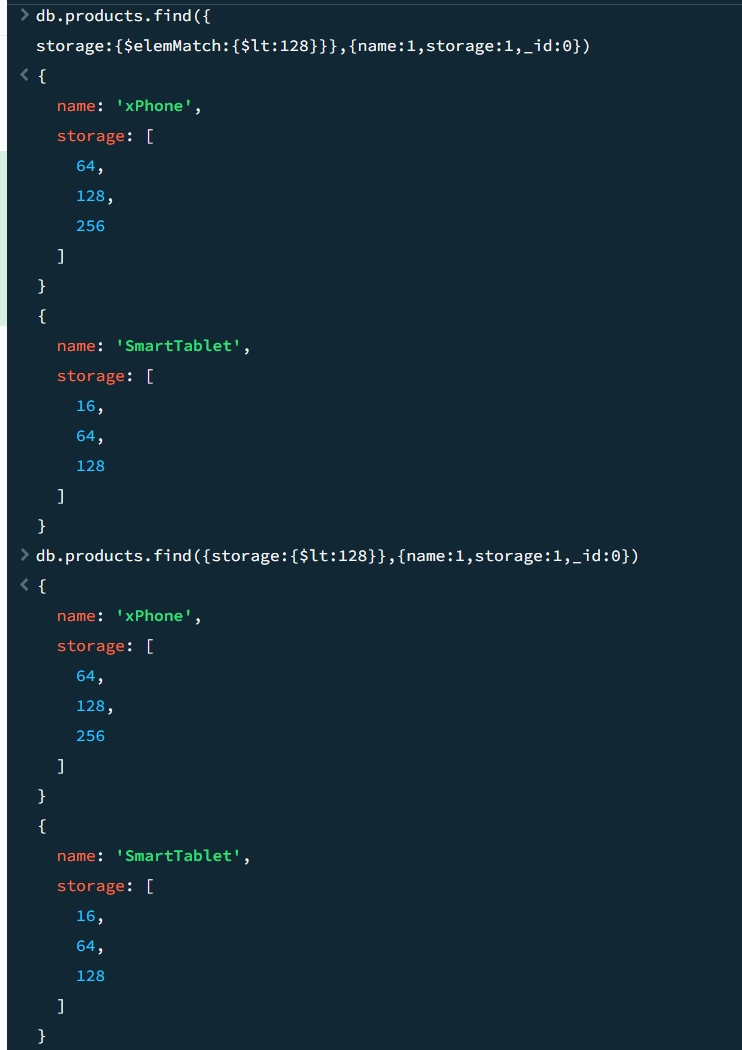 > db.products.find({
storage:{$elemMatch:{$lt:128}}},{name:1,storage:1,_id:0})
< {
name: 'xPhone',
storage: [
64,
128,
256
]
}
{
name: 'SmartTablet',
storage: [
16,
64,
128
]
}
> db.products.find({storage:{$lt:128}},{name:1,storage:1,_id:0})
< {
name: 'xPhone',
storage: [
64,
128,
256
]
}
{
name: 'SmartTablet',
storage: [
16,
64,
128
]
}